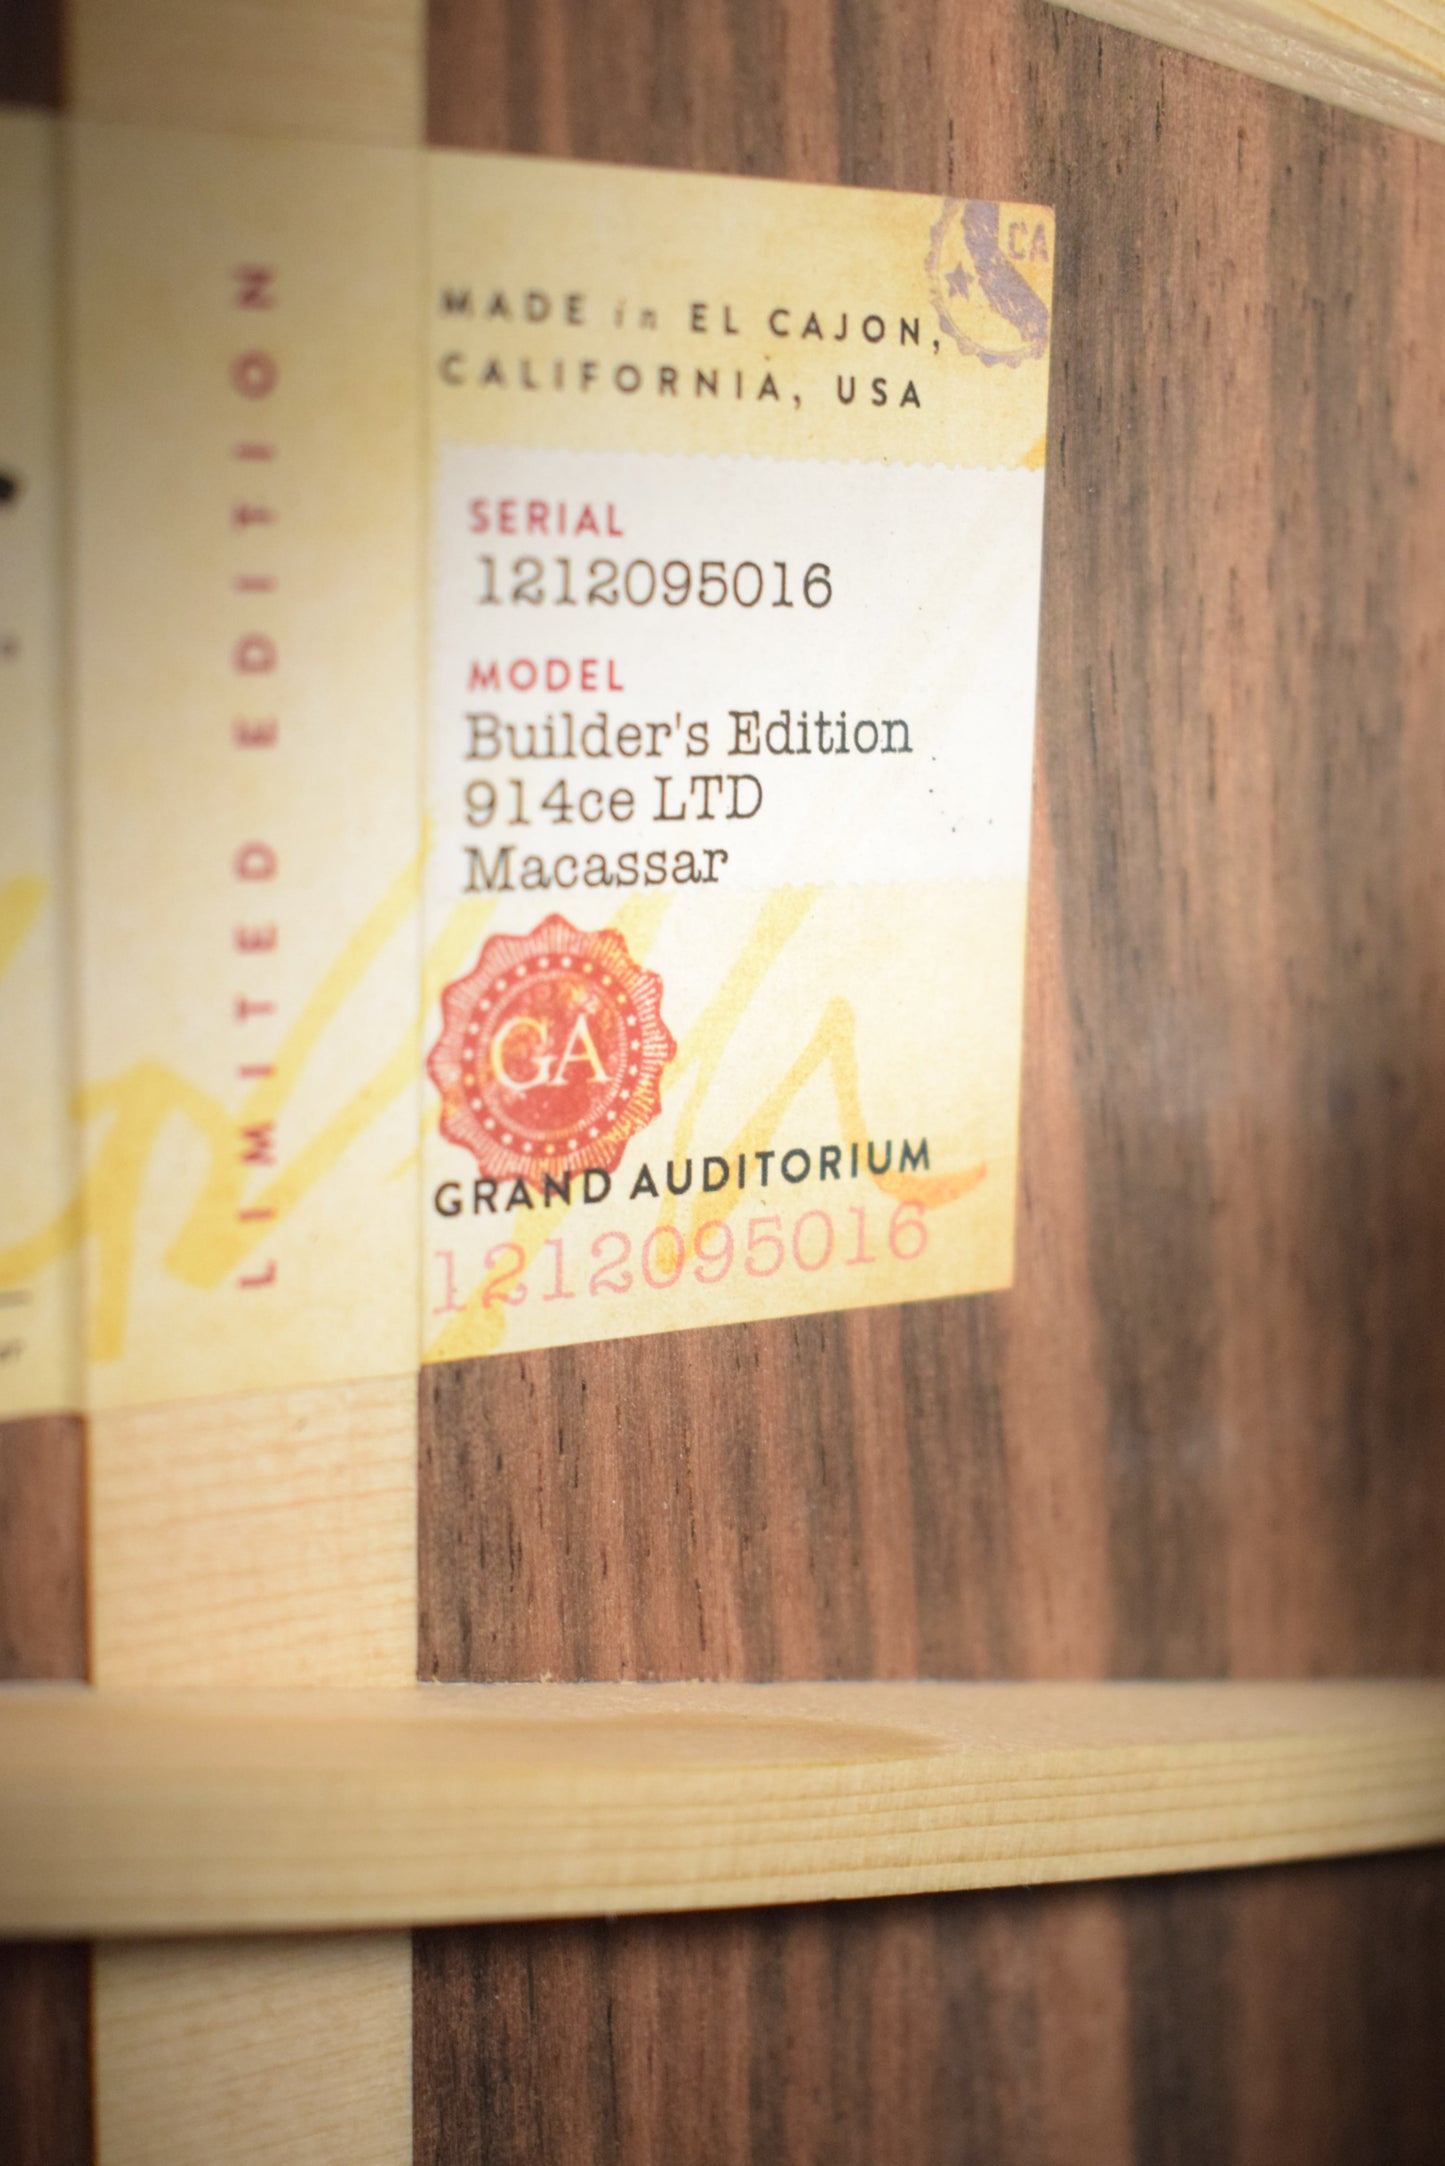 LIMITED EDITION
CA
MADE in EL CAJON,
CALIFORNIA, USA
SERIAL
1212095016
MODEL
Builder's Edition
914ce LTD
Macassar
GA
GRAND AUDITORIUM
1212095016